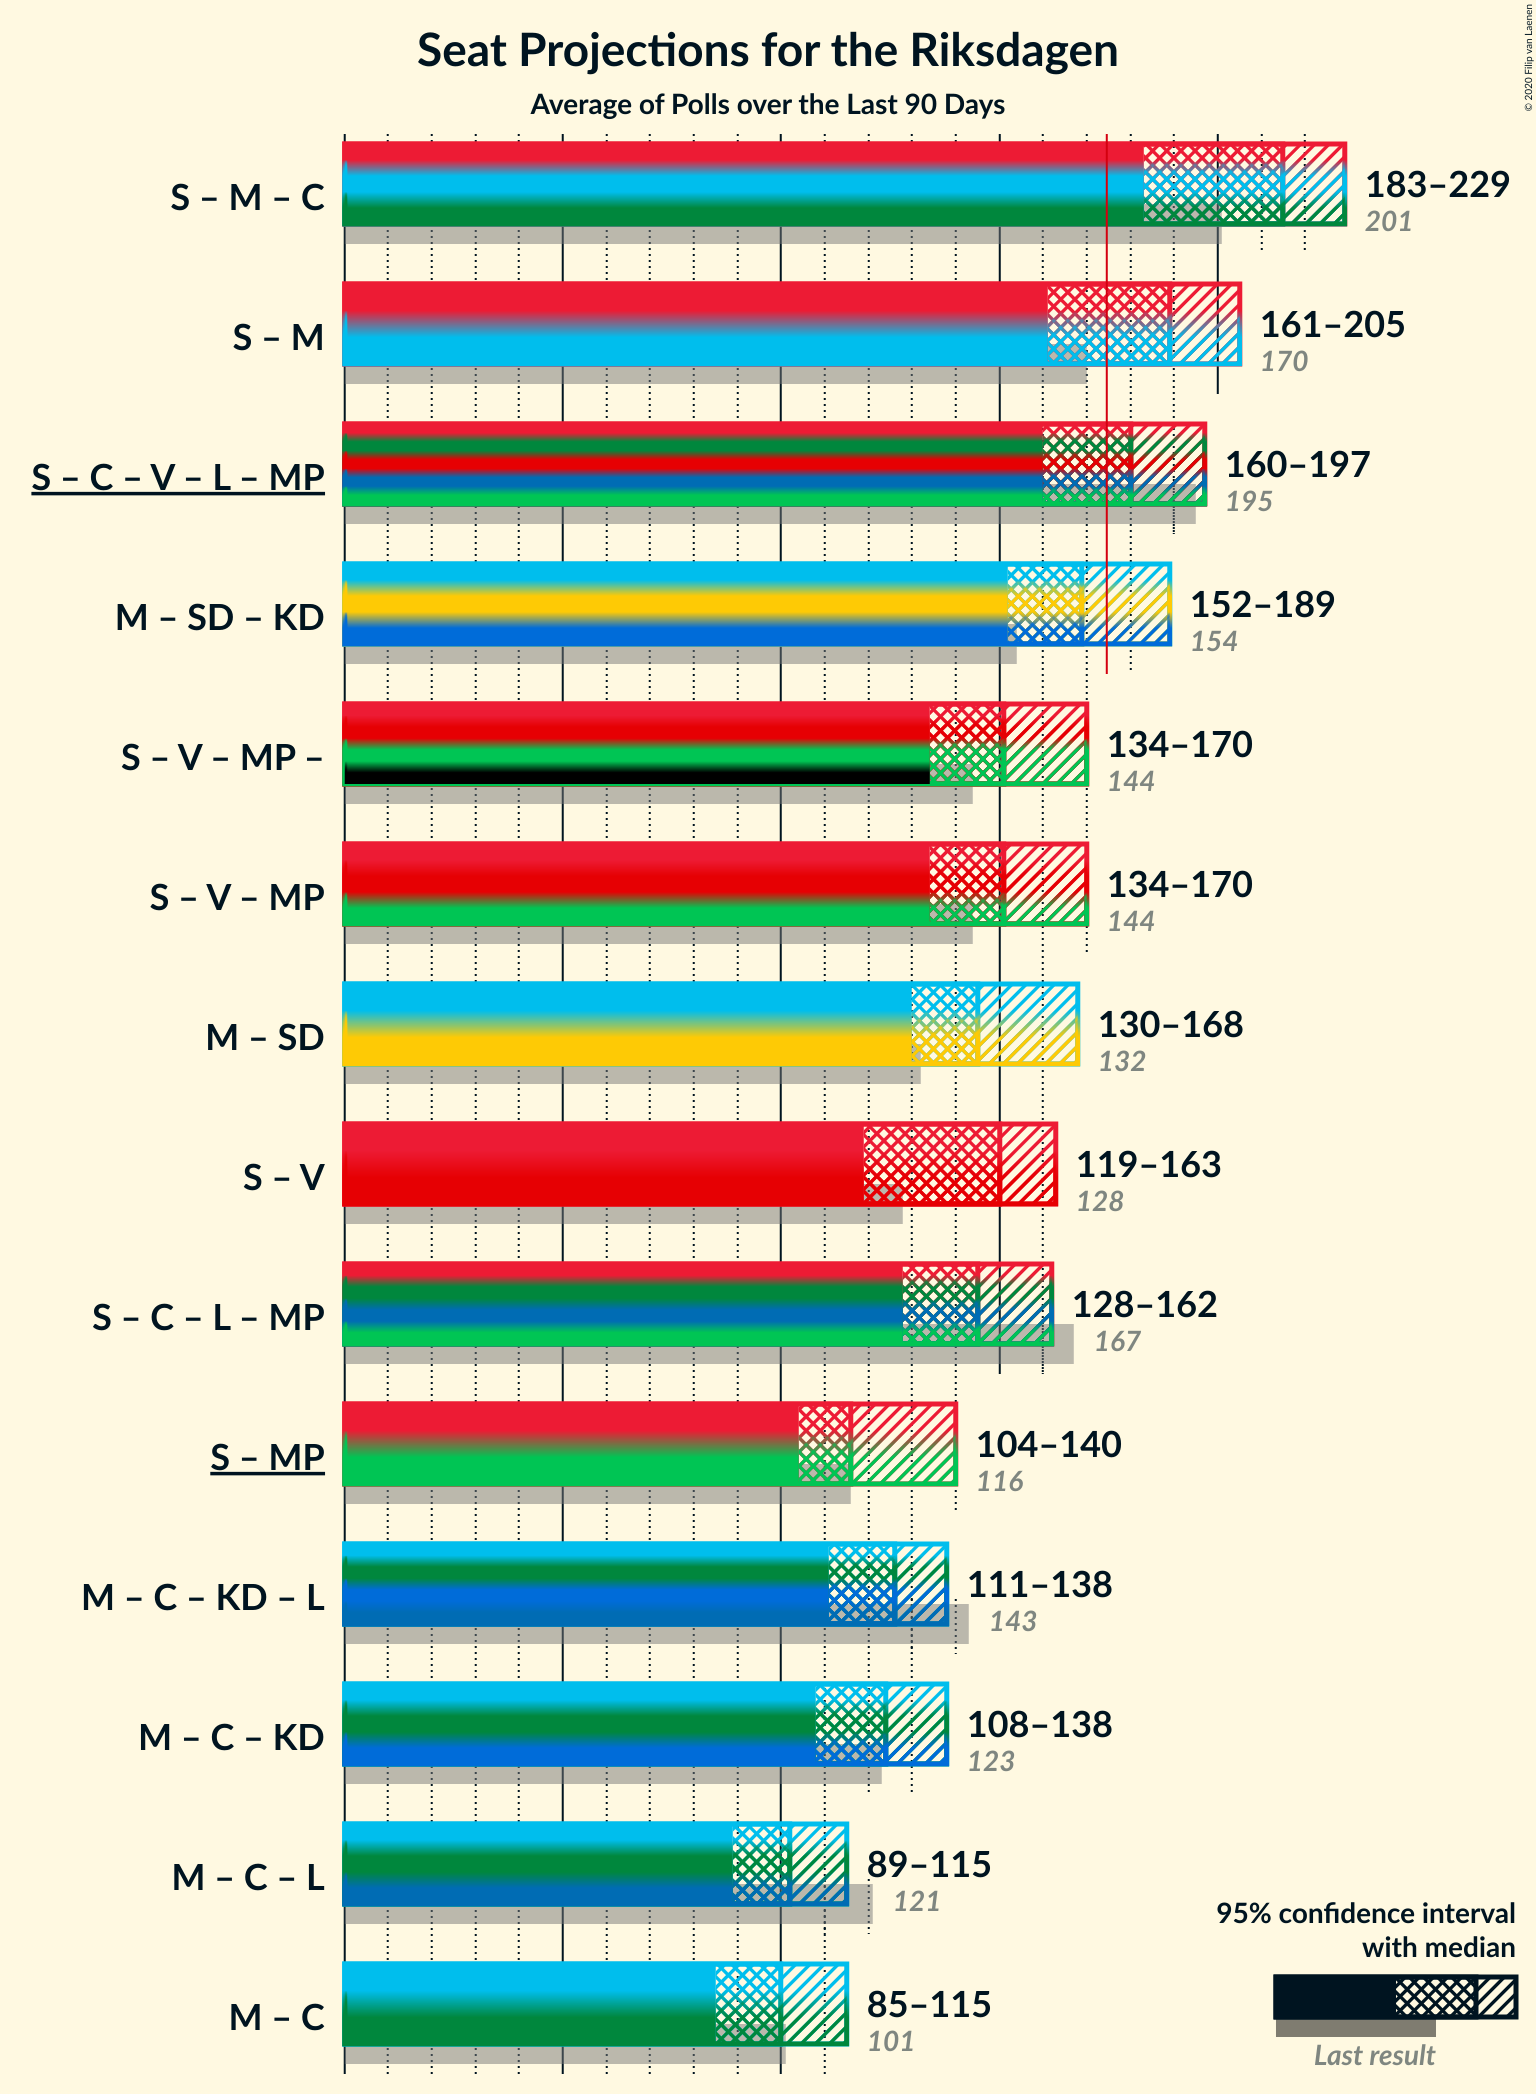 Seat Projections for the Riksdagen
Average of Polls over the Last 90 Days
© 2020 Filip van Laenen
S – M – C
183–229
201
S – M
161–205
170
S – C – V – L – MP
160–197
195
M – SD – KD
152–189
154
S – V – MP –
134–170
144
S – V – MP
134–170
144
M – SD
130–168
132
S – V
119–163
128
S – C – L – MP
128–162
167
S – MP
104–140
116
M – C – KD – L
111–138
143
M – C – KD
108–138
123
M – C – L
89–115
121
M – C
85–115
101
95% confidence interval
with median
Last result